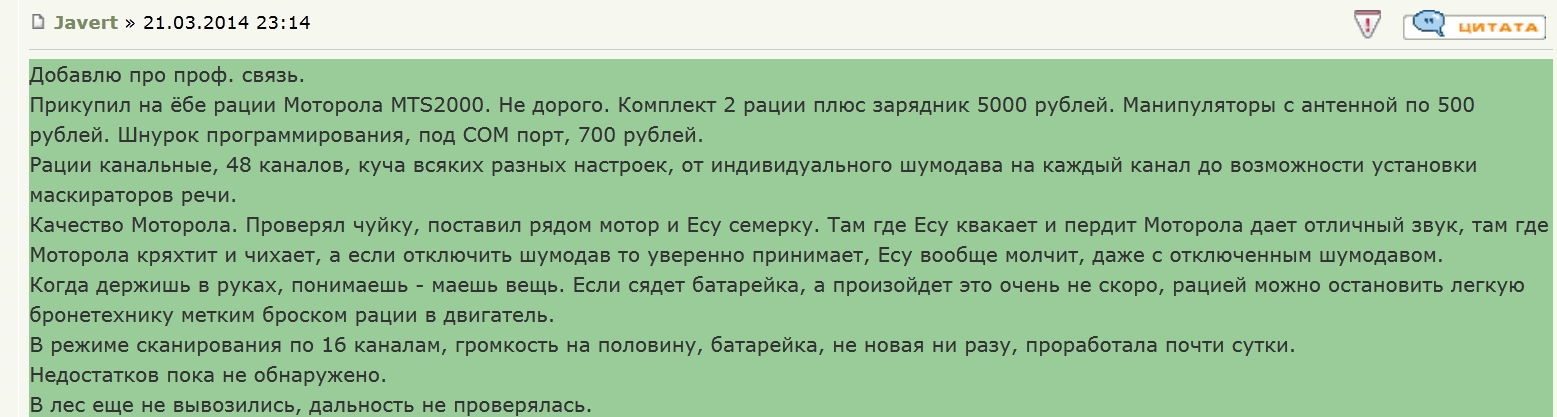 Javert » 21.03.2014 23:14
ЦИТАТА
Добавлю про проф. связь.
Прикупил на ёбе рации Моторола MTS2000. Не дорого. Комплект 2 рации плюс зарядник 5000 рублей. Манипуляторы с антенной по 500
рублей. Шнурок программирования, под COM порт, 700 рублей.
Рации канальные, 48 каналов, куча всяких разных настроек, от индивидуального шумодава на каждый канал до возможности установки
маскираторов речи.
Качество Моторола. Проверял чуйку, поставил рядом мотор и Есу семерку. Там где Есу квакает и пердит Моторола дает отличный звук, там где
Моторола кряхтит и чихает, а если отключить шумодав то уверенно принимает, Есу вообще молчит, даже с отключенным шумодавом.
Когда держишь в руках, понимаешь - маешь вещь. Если сядет батарейка, а произойдет это очень не скоро, рацией можно остановить легкую
бронетехнику метким броском рации в двигатель.
В режиме сканирования по 16 каналам, громкость на половину, батарейка, не новая ни разу, проработала почти сутки.
Недостатков пока не обнаружено.
В лес еще не вывозились, дальность не проверялась.